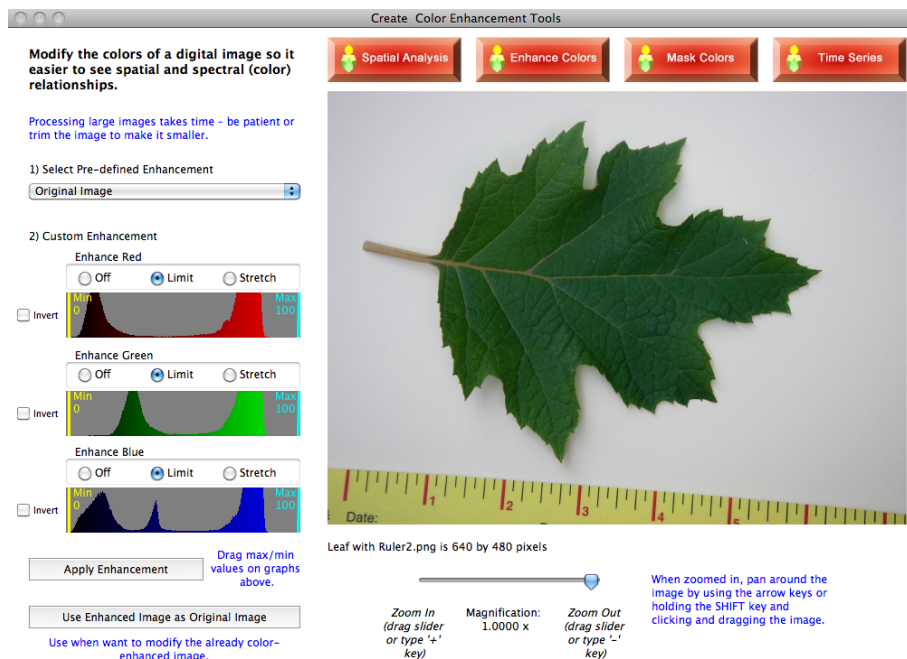 Create Color Enhancement Tools
Modify the colors of a digital image so it
easier to see spatial and spectral (color)
relationships.
Processing large images takes time - be patient or
trim the image to make it smaller.
1) Select Pre-defined Enhancement
Original Image
2) Custom Enhancement
Enhance Red
Off Limit Stretch
Min Max
0 100
Invert
Enhance Green
Off Limit Stretch
Min Max
0 100
Invert
Enhance Blue
Off Limit Stretch
Min Max
0 100
Invert
Apply Enhancement
Drag max/min
values on graphs
above.
Use Enhanced Image as Original Image
Use when want to modify the already color-
enhanced image.
Spatial Analysis Enhance Colors Mask Colors Time Series
1 2 3 4 5
Date:
Leaf with Ruler2.png is 640 by 480 pixels
Zoom In
(drag slider
or type '+'
key)
Magnification:
1.0000 x
Zoom Out
(drag slider
or type '-'
key)
When zoomed in, pan around the
image by using the arrow keys or
holding the SHIFT key and
clicking and dragging the image.